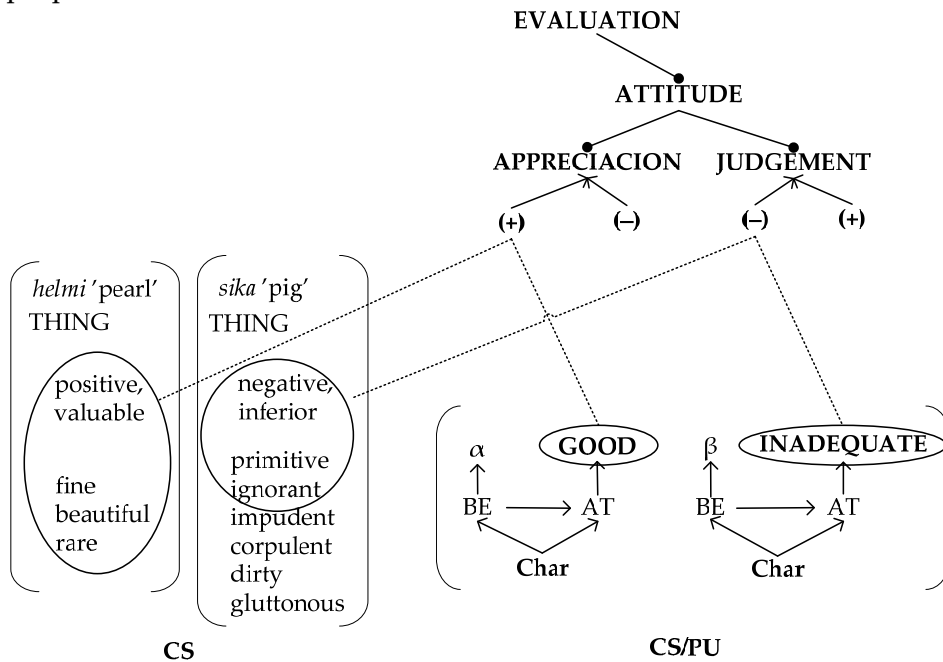 EVALUATION
ATTITUDE
APPRECIACION JUDGEMENT
(+) (–) (–) (+)
helmi 'pearl'
THING
positive,
valuable
fine
beautiful
rare
sika 'pig'
THING
negative,
inferior
primitive
ignorant
impudent
corpulent
dirty
gluttonous
CS
α GOOD
BE AT
Char
β INADEQUATE
BE AT
Char
CS/PU